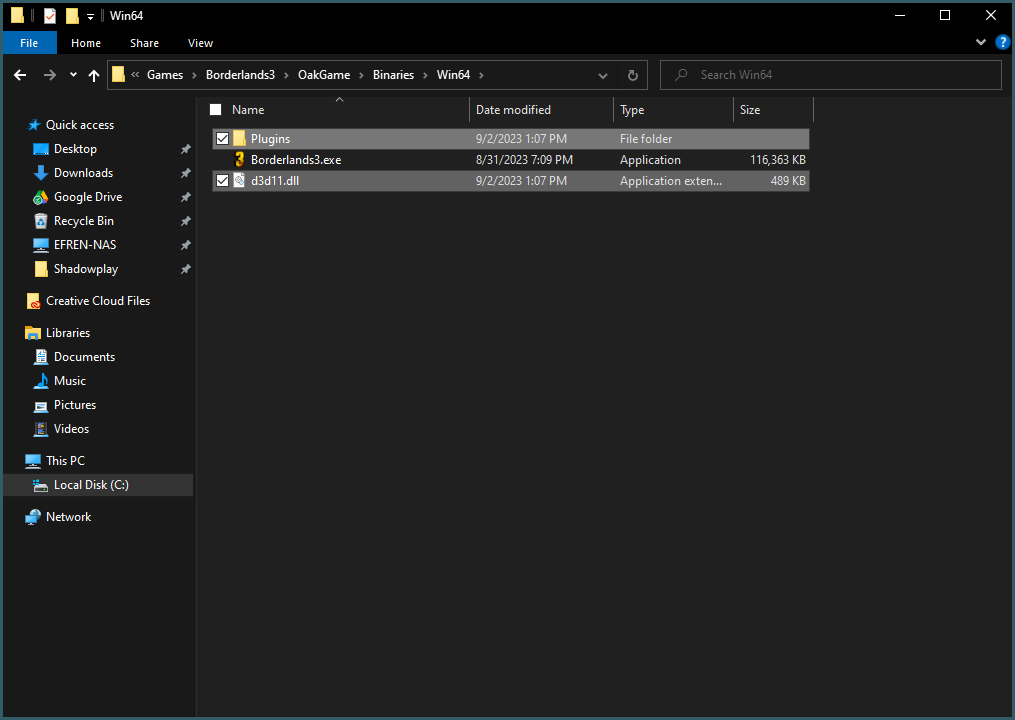 Win64
File Home Share View
« Games > Borderlands3 > OakGame > Binaries > Win64 > Search Win64
Name Date modified Type Size
Plugins 9/2/2023 1:07 PM File folder
Borderlands3.exe 8/31/2023 7:09 PM Application 116,363 KB
d3d11.dll 9/2/2023 1:07 PM Application exten... 489 KB
Quick access
Desktop
Downloads
Google Drive
Recycle Bin
EFREN-NAS
Shadowplay
Creative Cloud Files
Libraries
Documents
Music
Pictures
Videos
This PC
Local Disk (C:)
Network